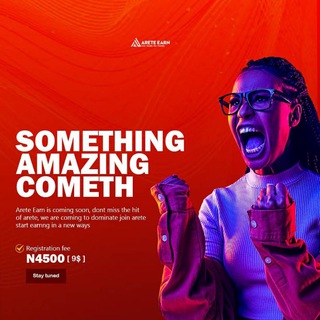 ARETE EARN
SOMETHING
AMAZING
COMETH
Arete Earn is coming soon, dont miss the hit
of arete, we are coming to dominate join arete
start earnng in a new ways
Registration fee
N4500 [ 9$ ]
Stay tuned